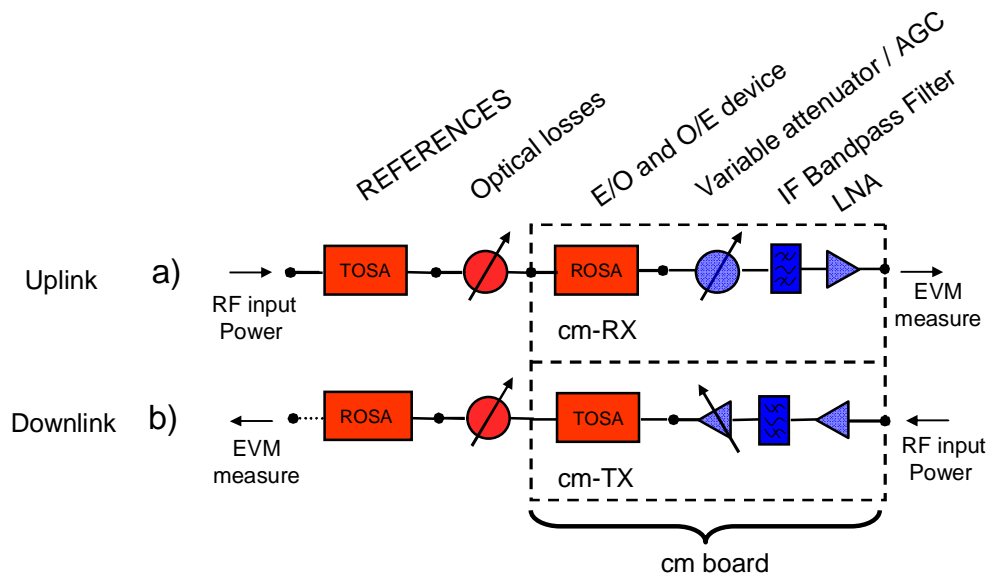 REFERENCES
Optical losses
E/O and O/E device
Variable attenuator / AGC
IF Bandpass Filter
LNA
Uplink
a)
RF input
Power
TOSA
ROSA
cm-RX
EVM
measure
Downlink
b)
EVM
measure
ROSA
TOSA
cm-TX
RF input
Power
cm board